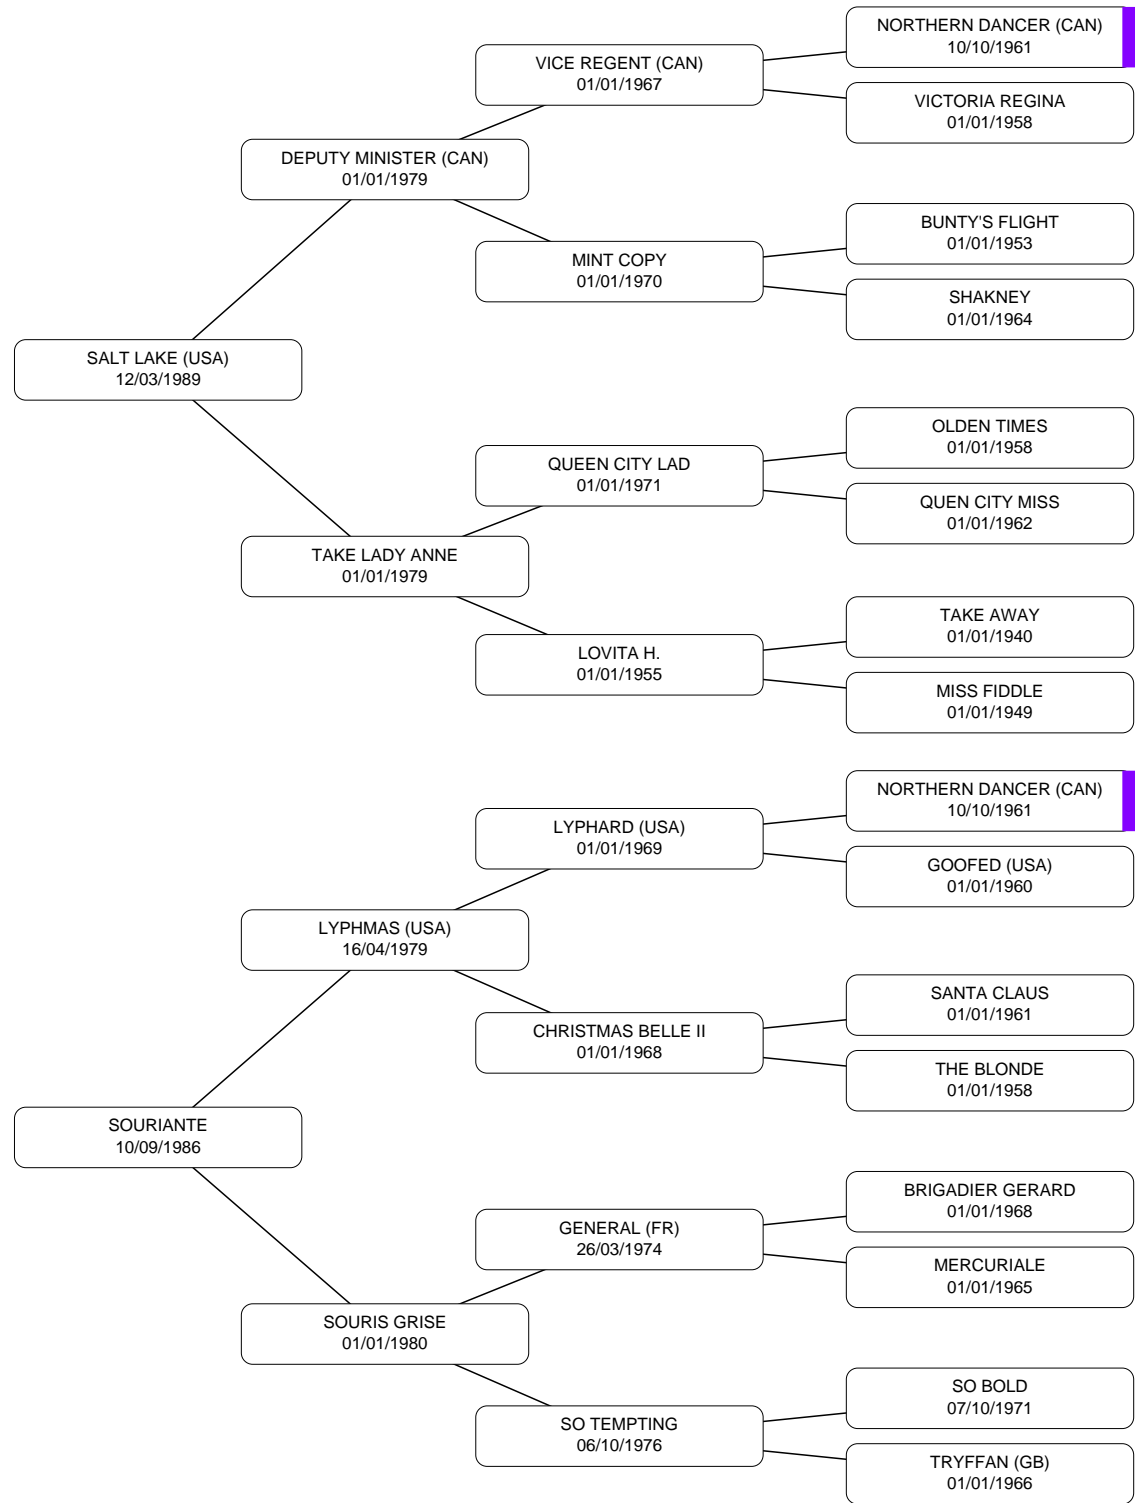 NORTHERN DANCER (CAN)
10/10/1961
VICE REGENT (CAN)
01/01/1967
VICTORIA REGINA
01/01/1958
DEPUTY MINISTER (CAN)
01/01/1979
BUNTY'S FLIGHT
01/01/1953
MINT COPY
01/01/1970
SHAKNEY
01/01/1964
SALT LAKE (USA)
12/03/1989
OLDEN TIMES
01/01/1958
QUEEN CITY LAD
01/01/1971
QUEN CITY MISS
01/01/1962
TAKE LADY ANNE
01/01/1979
TAKE AWAY
01/01/1940
LOVITA H.
01/01/1955
MISS FIDDLE
01/01/1949
NORTHERN DANCER (CAN)
10/10/1961
LYPHARD (USA)
01/01/1969
GOOFED (USA)
01/01/1960
LYPHMAS (USA)
16/04/1979
SANTA CLAUS
01/01/1961
CHRISTMAS BELLE II
01/01/1968
THE BLONDE
01/01/1958
SOURIANTE
10/09/1986
BRIGADIER GERARD
01/01/1968
GENERAL (FR)
26/03/1974
MERCURIALE
01/01/1965
SOURIS GRISE
01/01/1980
SO BOLD
07/10/1971
SO TEMPTING
06/10/1976
TRYFFAN (GB)
01/01/1966